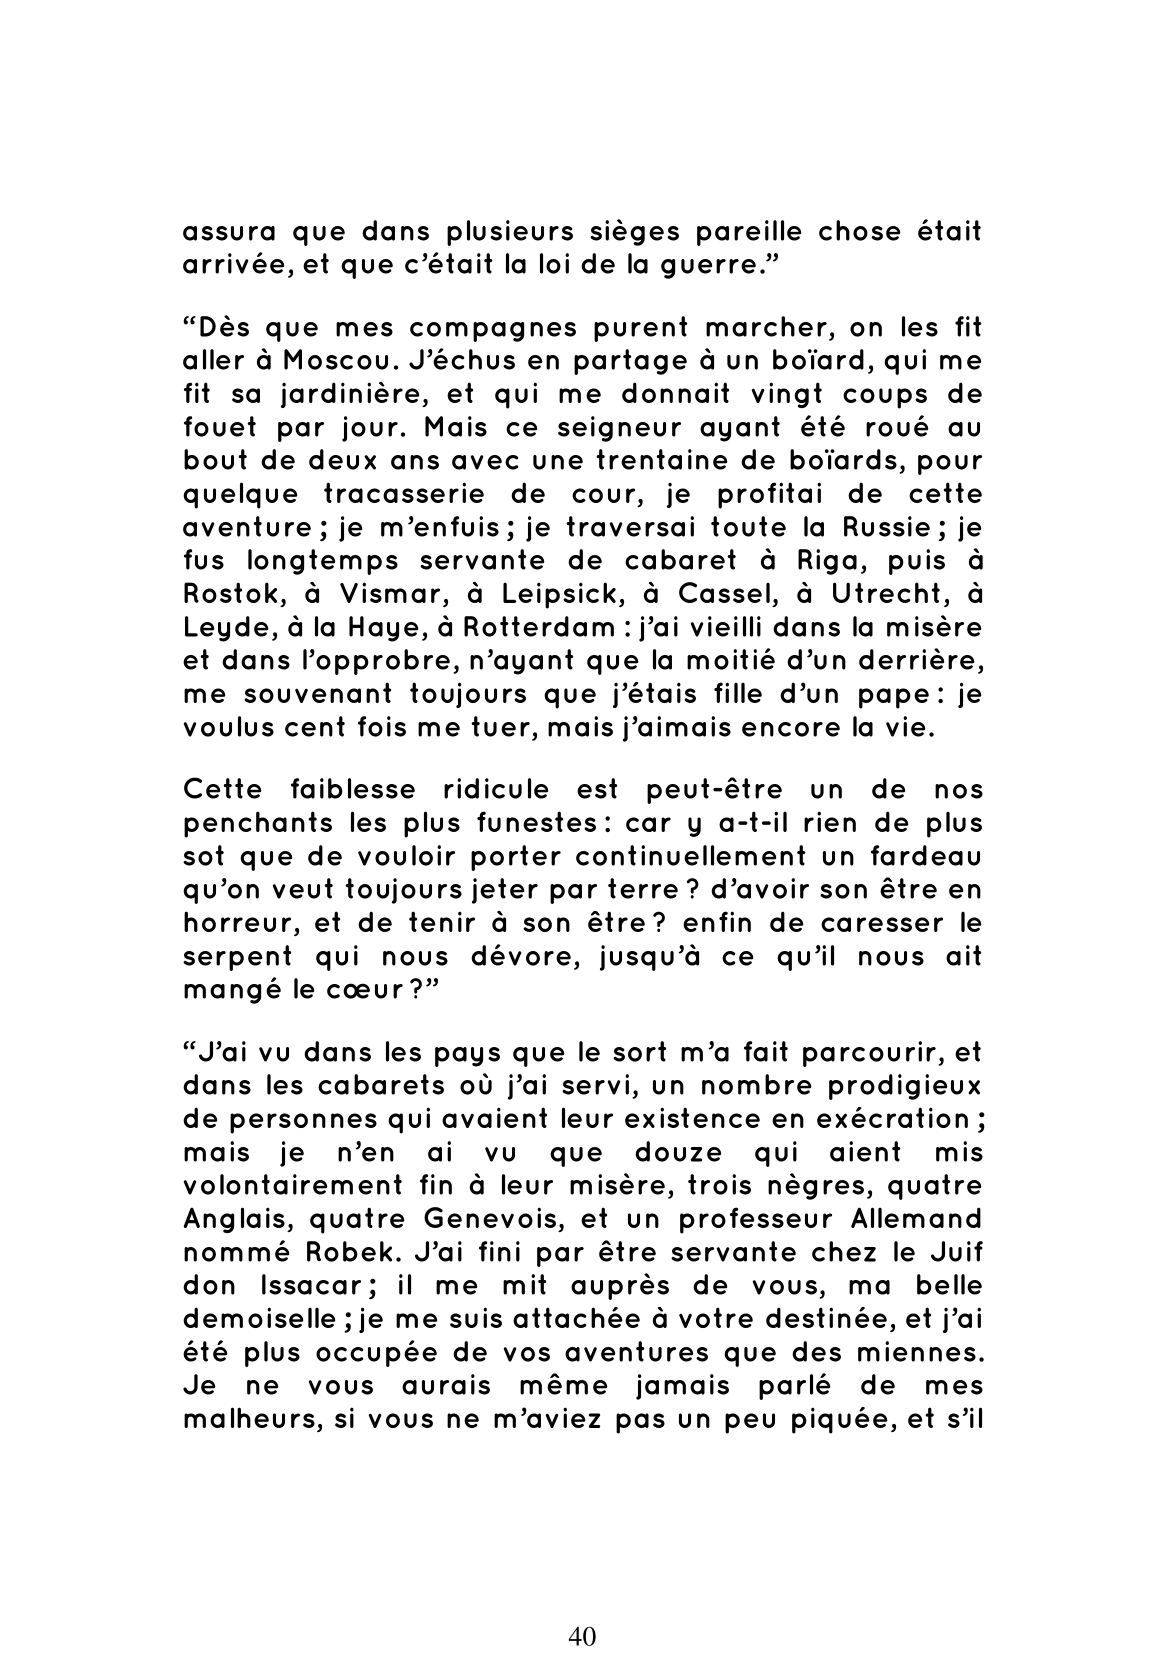 assura que dans plusieurs sièges pareille chose était
arrivée, et que c’était la loi de la guerre.”
“Dès que mes compagnes purent marcher, on les fit
aller à Moscou. J’échus en partage à un boïard, qui me
fit sa jardinière, et qui me donnait vingt coups de
fouet par jour. Mais ce seigneur ayant été roué au
bout de deux ans avec une trentaine de boïards, pour
quelque tracasserie de cour, je profitai de cette
aventure ; je m’enfuis ; je traversai toute la Russie ; je
fus longtemps servante de cabaret à Riga, puis à
Rostok, à Vismar, à Leipsick, à Cassel, à Utrecht, à
Leyde, à la Haye, à Rotterdam : j’ai vieilli dans la misère
et dans l’opprobre, n’ayant que la moitié d’un derrière,
me souvenant toujours que j’étais fille d’un pape : je
voulus cent fois me tuer, mais j’aimais encore la vie.
Cette faiblesse ridicule est peut-être un de nos
penchants les plus funestes : car y a-t-il rien de plus
sot que de vouloir porter continuellement un fardeau
qu’on veut toujours jeter par terre ? d’avoir son être en
horreur, et de tenir à son être ? enfin de caresser le
serpent qui nous dévore, jusqu’à ce qu’il nous ait
mangé le cœur ?”
“J’ai vu dans les pays que le sort m’a fait parcourir, et
dans les cabarets où j’ai servi, un nombre prodigieux
de personnes qui avaient leur existence en exécration ;
mais je n’en ai vu que douze qui aient mis
volontairement fin à leur misère, trois nègres, quatre
Anglais, quatre Genevois, et un professeur Allemand
nommé Robek. J’ai fini par être servante chez le Juif
don Issacar ; il me mit auprès de vous, ma belle
demoiselle ; je me suis attachée à votre destinée, et j’ai
été plus occupée de vos aventures que des miennes.
Je ne vous aurais même jamais parlé de mes
malheurs, si vous ne m’aviez pas un peu piquée, et s’il
40